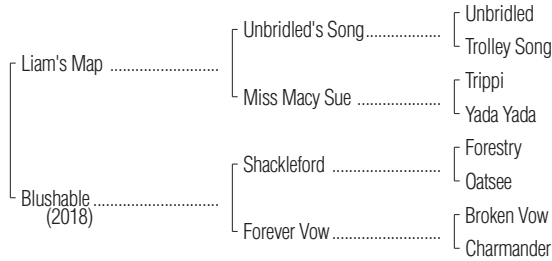 Unbridled
Unbridled's Song....................
Trolley Song
Liam's Map .............................
Trippi
Miss Macy Sue ......................
Yada Yada
Forestry
Shackleford ...........................
Oatsee
Blushable .................................
(2018)
Broken Vow
Forever Vow...........................
Charmander